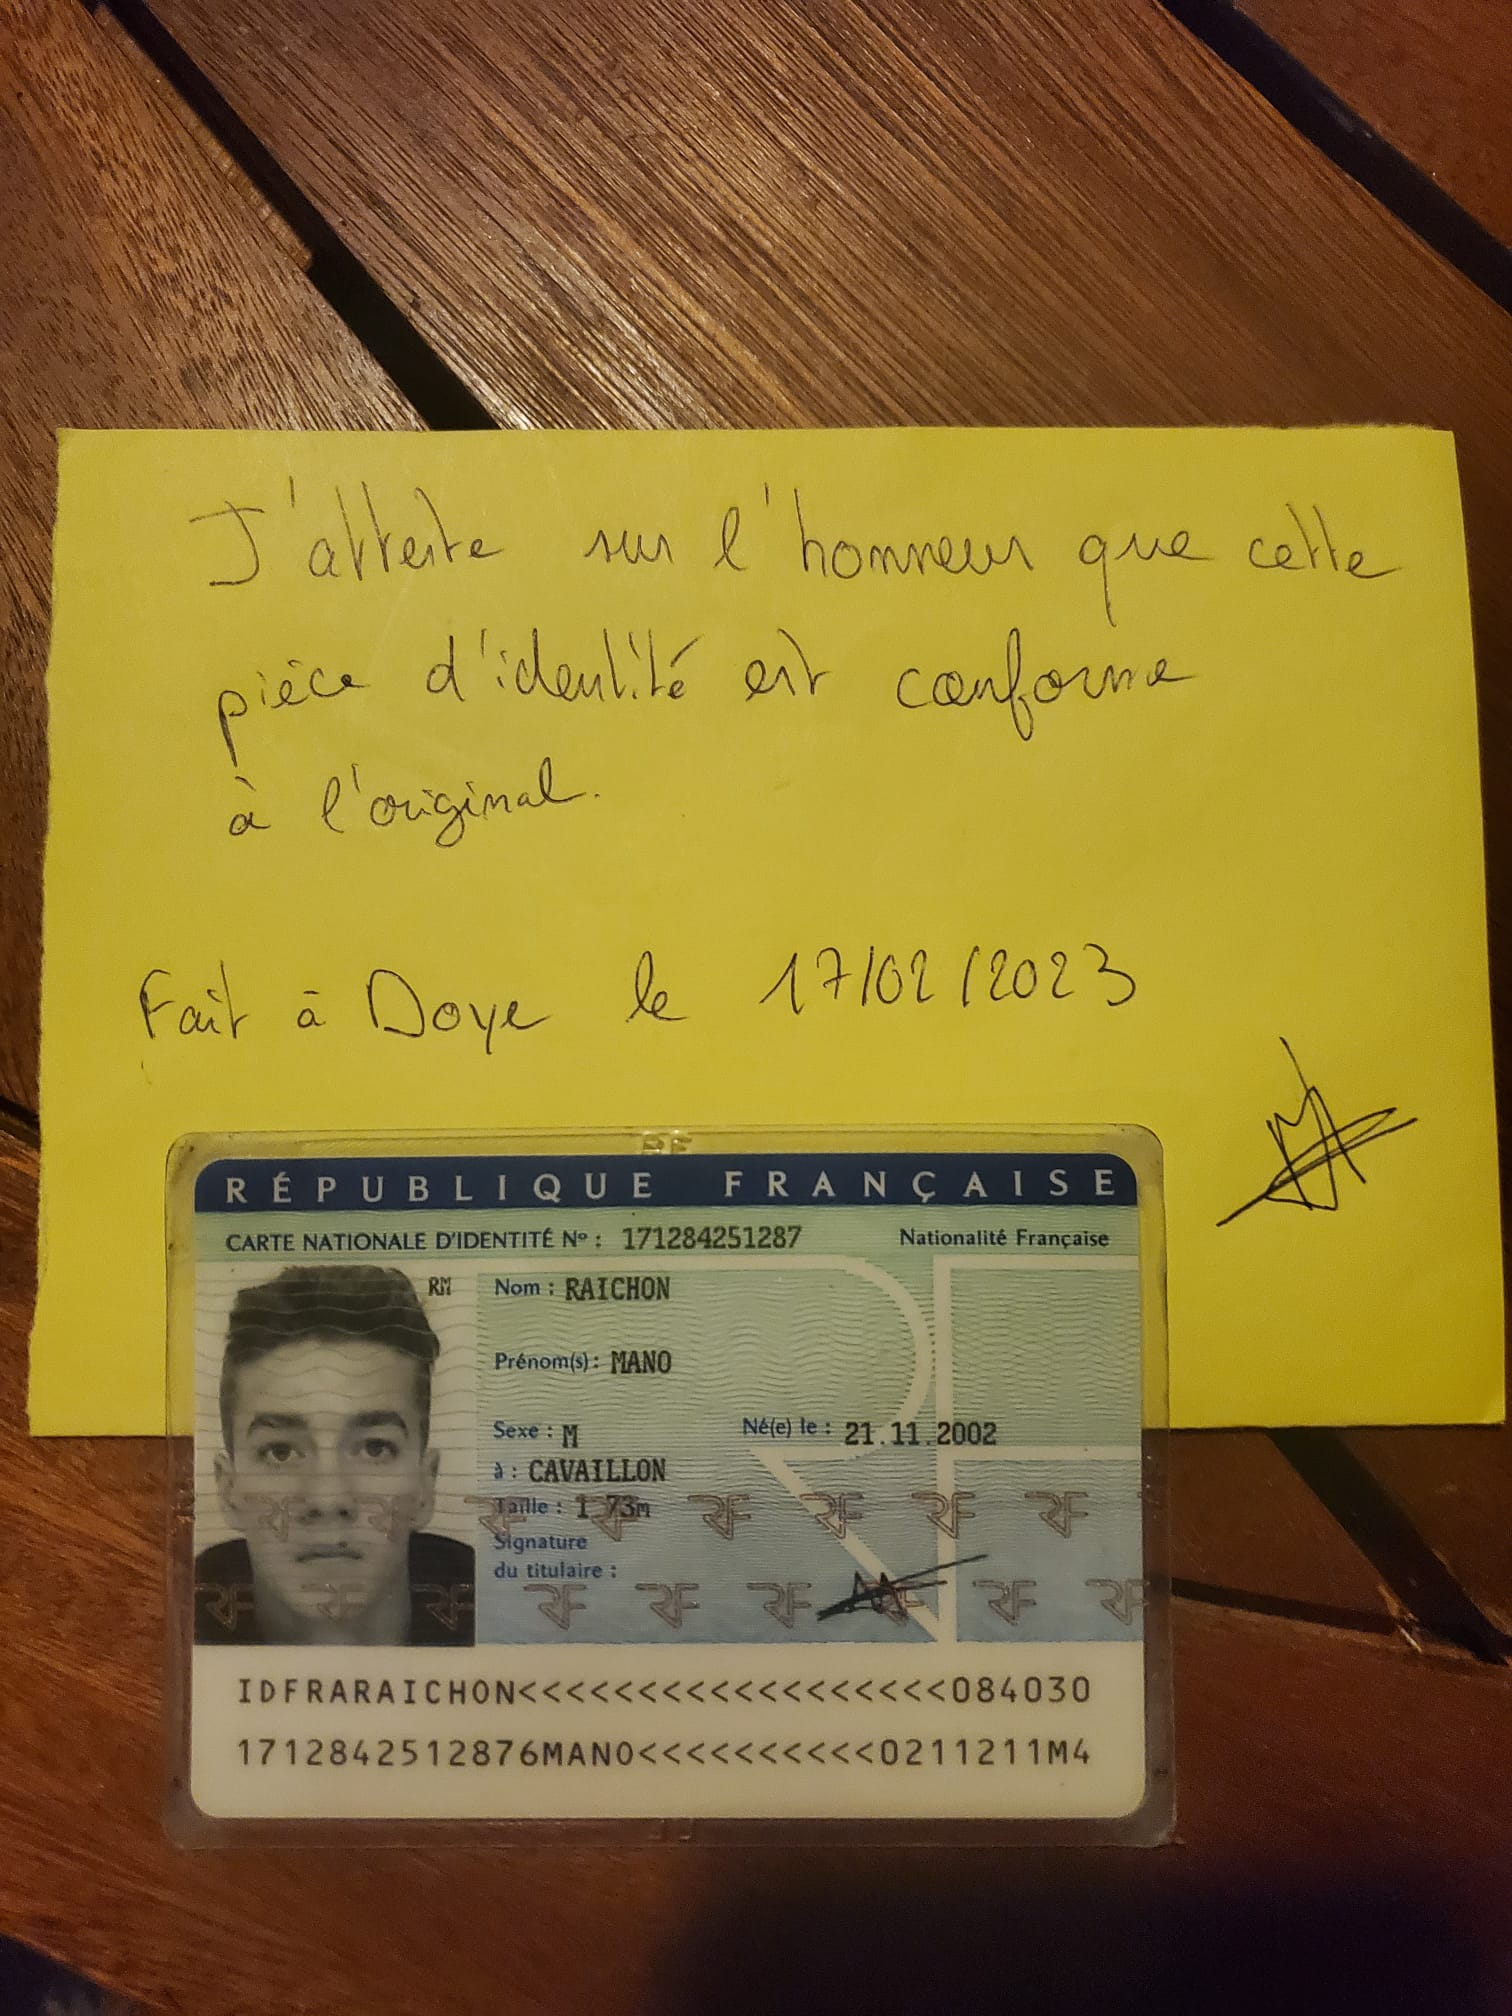 J'atteste sur l'honneur que cette
pièce d'identité est conforme
à l'original.
Fait à Doye le 17/02/2023
RÉPUBLIQUE FRANÇAISE
CARTE NATIONALE D'IDENTITÉ Nº : 171284251287 Nationalité Française
RM
Nom : RAICHON
Prénom(s) : MANO
Sexe : M Né(e) le : 21.11.2002
à : CAVAILLON
Taille : 1,73m
Signature
du titulaire :
IDFRARAICHON<<<<<<<<<<<<<<<<<<084030
1712842512876MANO<<<<<<<<<<0211211M4